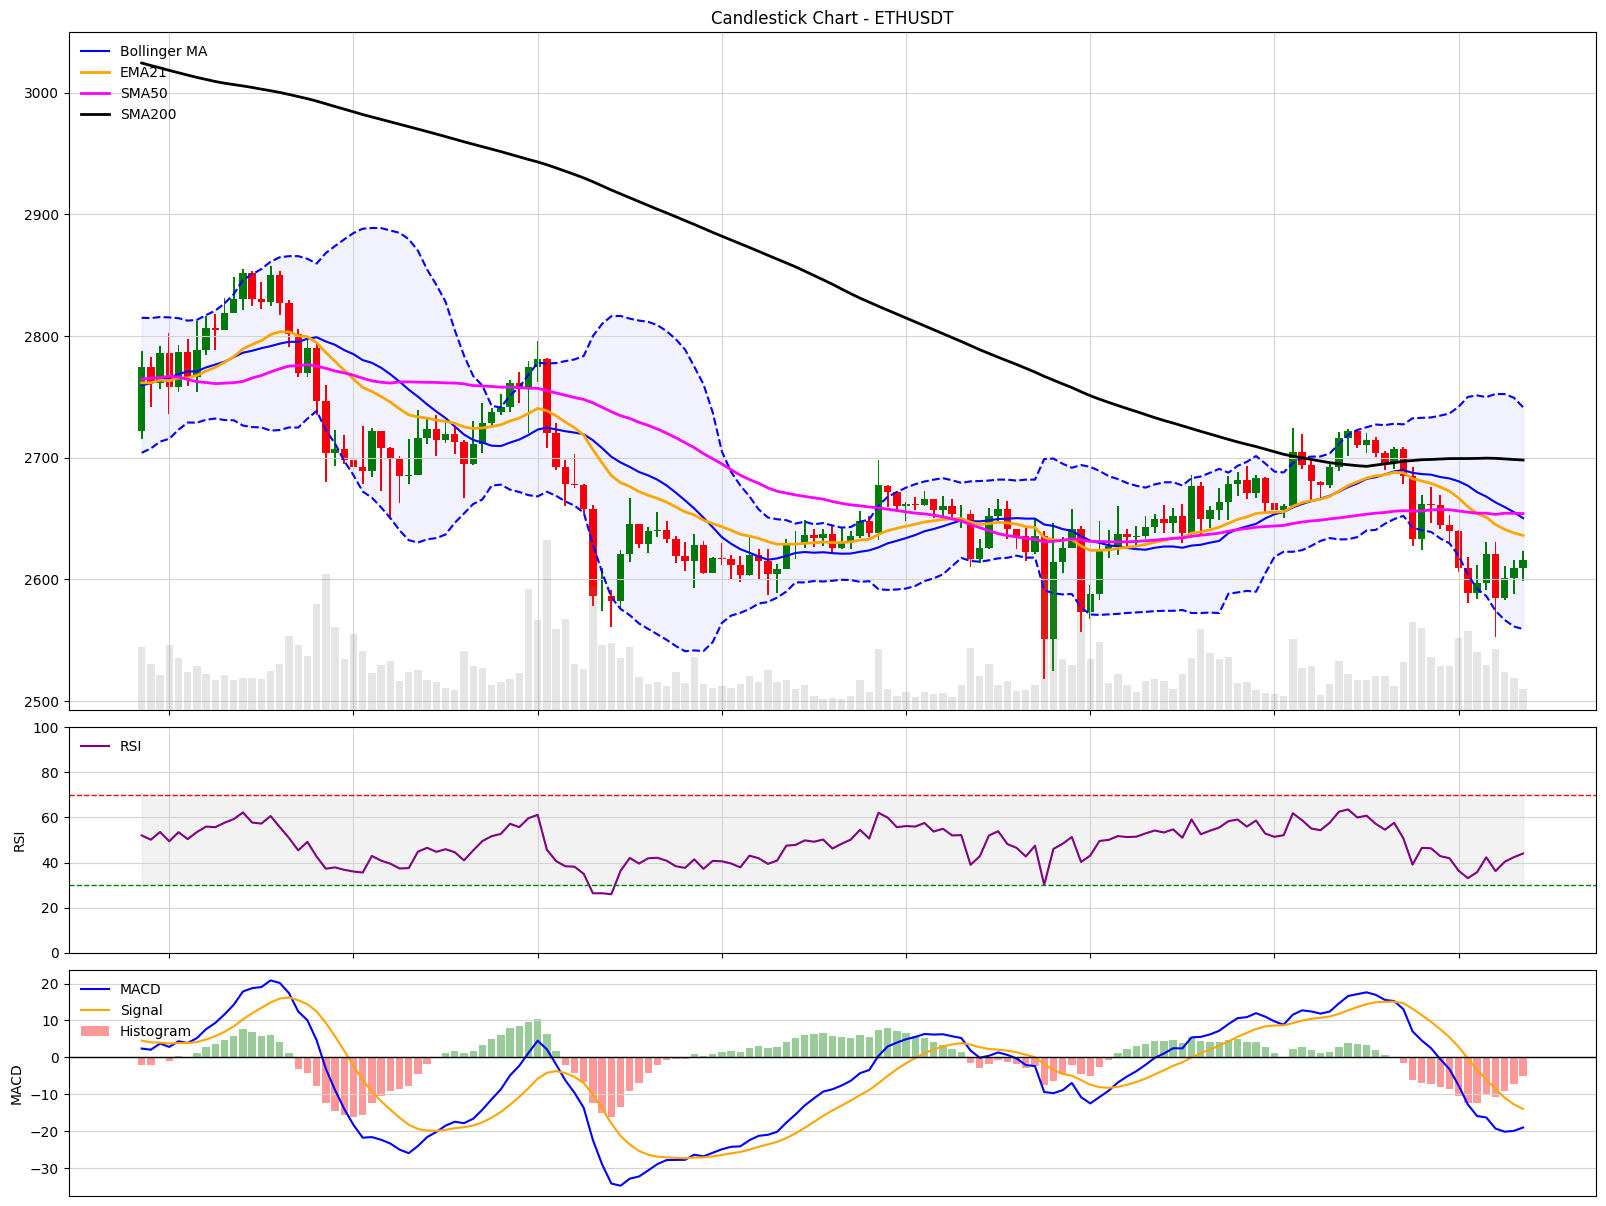 Candlestick Chart - ETHUSDT
Bollinger MA
EMA21
SMA50
SMA200
3000
2900
2800
2700
2600
2500
RSI
100
80
60
40
20
0
RSI
MACD
Signal
Histogram
20
10
0
−10
−20
−30
MACD